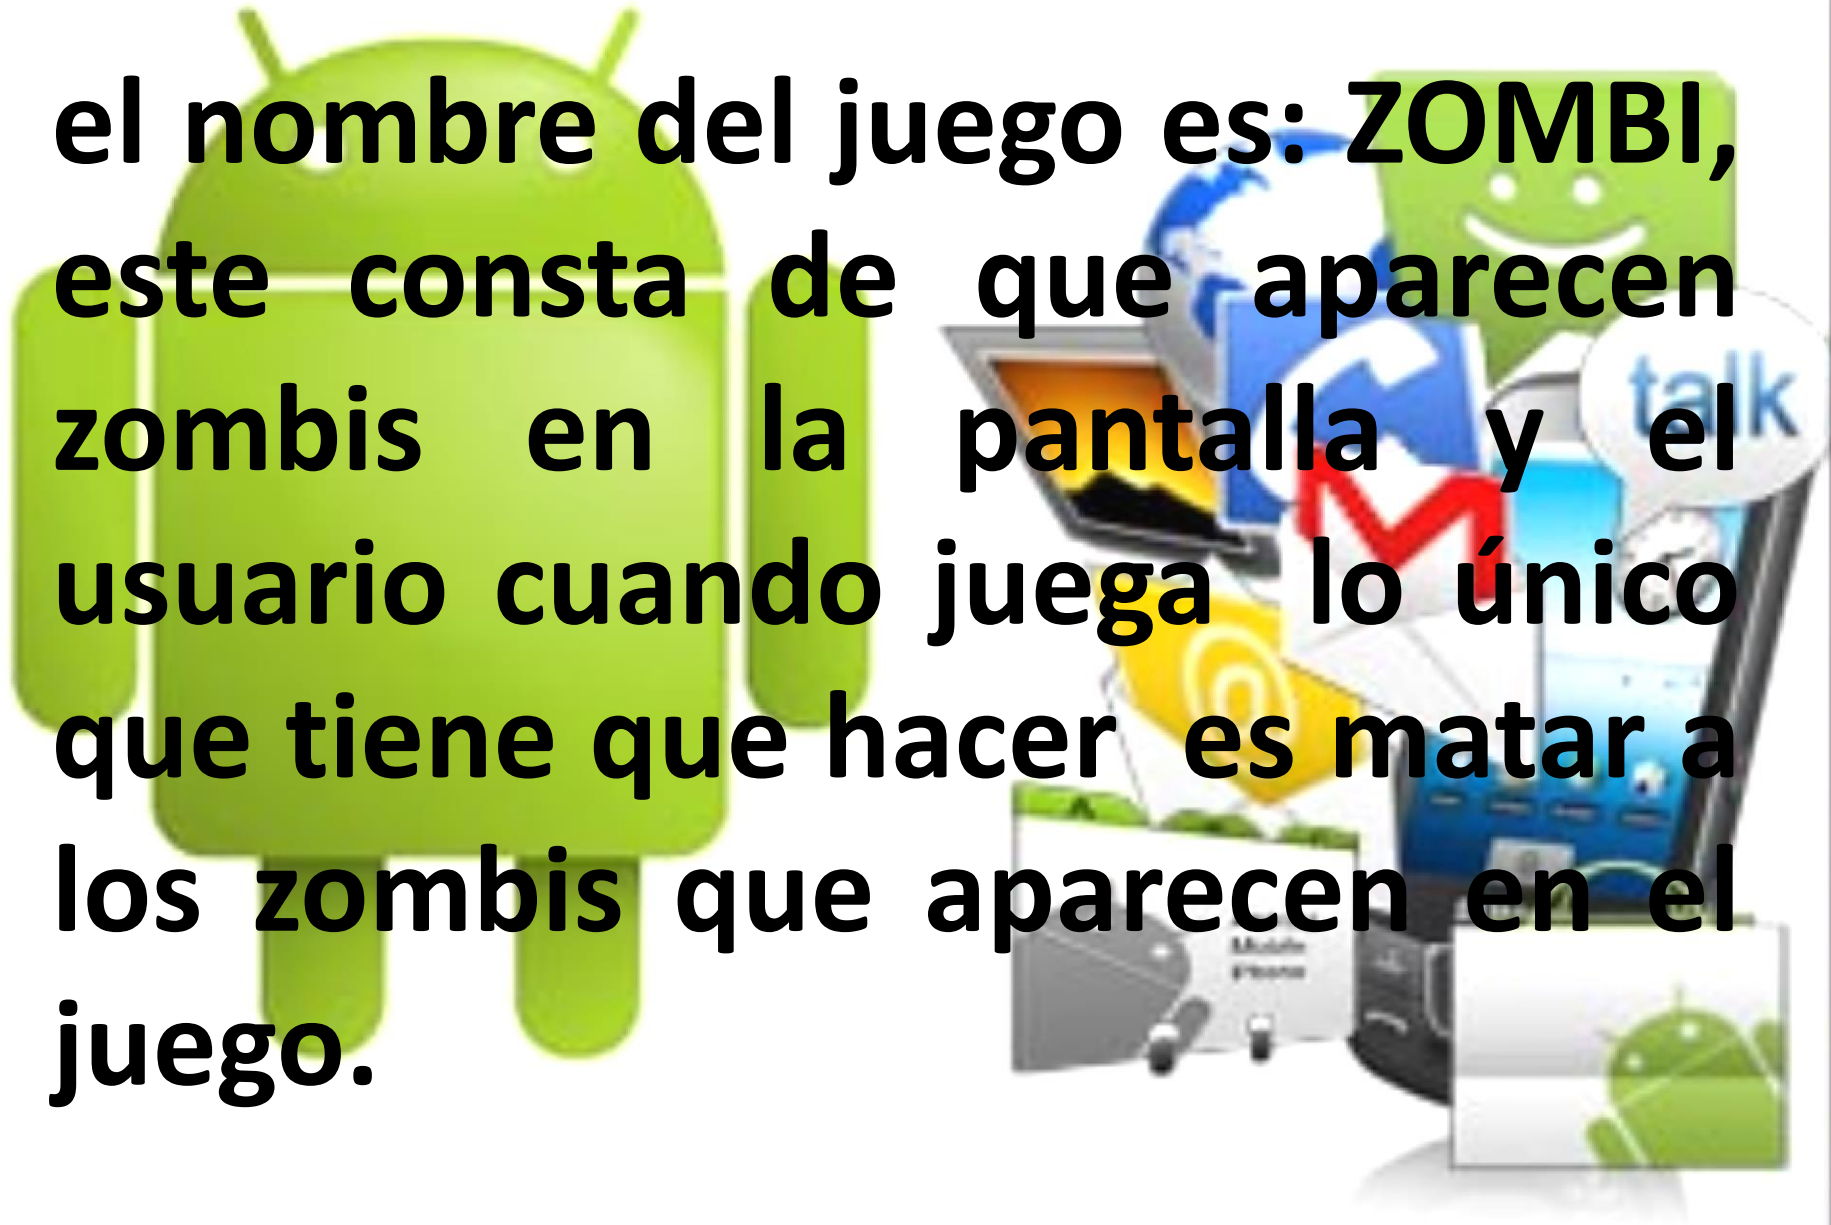 el nombre del juego es: ZOMBI,
este consta de que aparecen
zombis en la pantalla y el
talk
usuario cuando juega lo único
que tiene que hacer es matar a
los zombis que aparecen en el
juego.